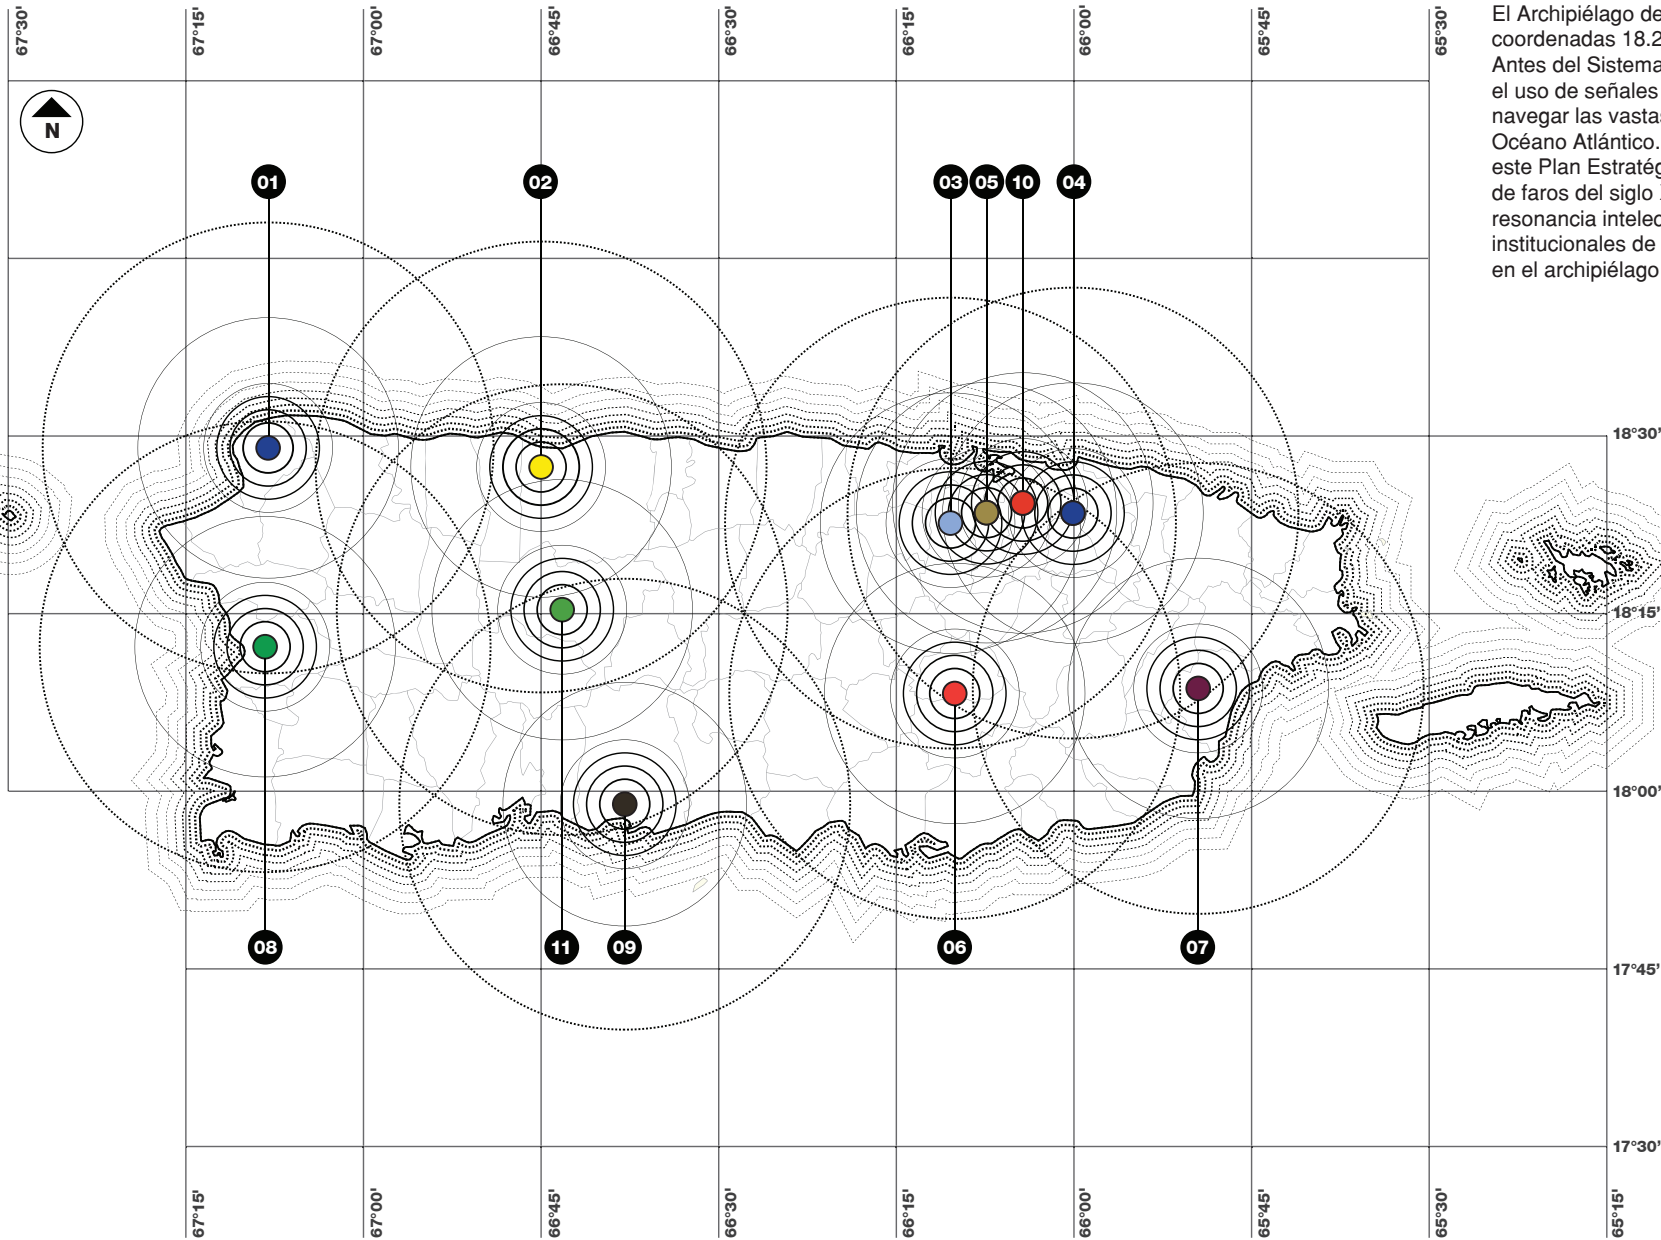 67°30'
67°15'
67°00'
66°45'
66°30'
66°15'
66°00'
65°45'
65°30'
El Archipiélago de
coordenadas 18.2
Antes del Sistema
el uso de señales
navegar las vastas
Océano Atlántico.
este Plan Estratég
de faros del siglo
resonancia intelec
institucionales de
en el archipiélago
N
01
02
03
05
10
04
18°30'
18°15'
18°00'
08
11
09
06
07
17°45'
17°30'
67°15'
67°00'
66°45'
66°30'
66°15'
66°00'
65°45'
65°30'
65°15'